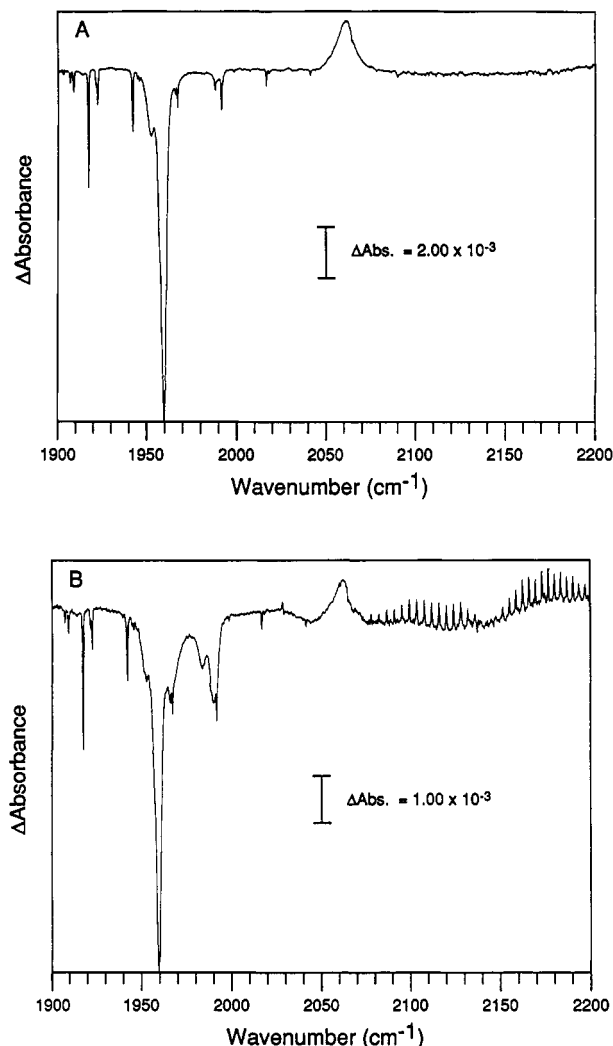 A
ΔAbsorbance
ΔAbs. = 2.00 x 10⁻³
1900 1950 2000 2050 2100 2150 2200
Wavenumber (cm⁻¹)
B
ΔAbsorbance
ΔAbs. = 1.00 x 10⁻³
1900 1950 2000 2050 2100 2150 2200
Wavenumber (cm⁻¹)